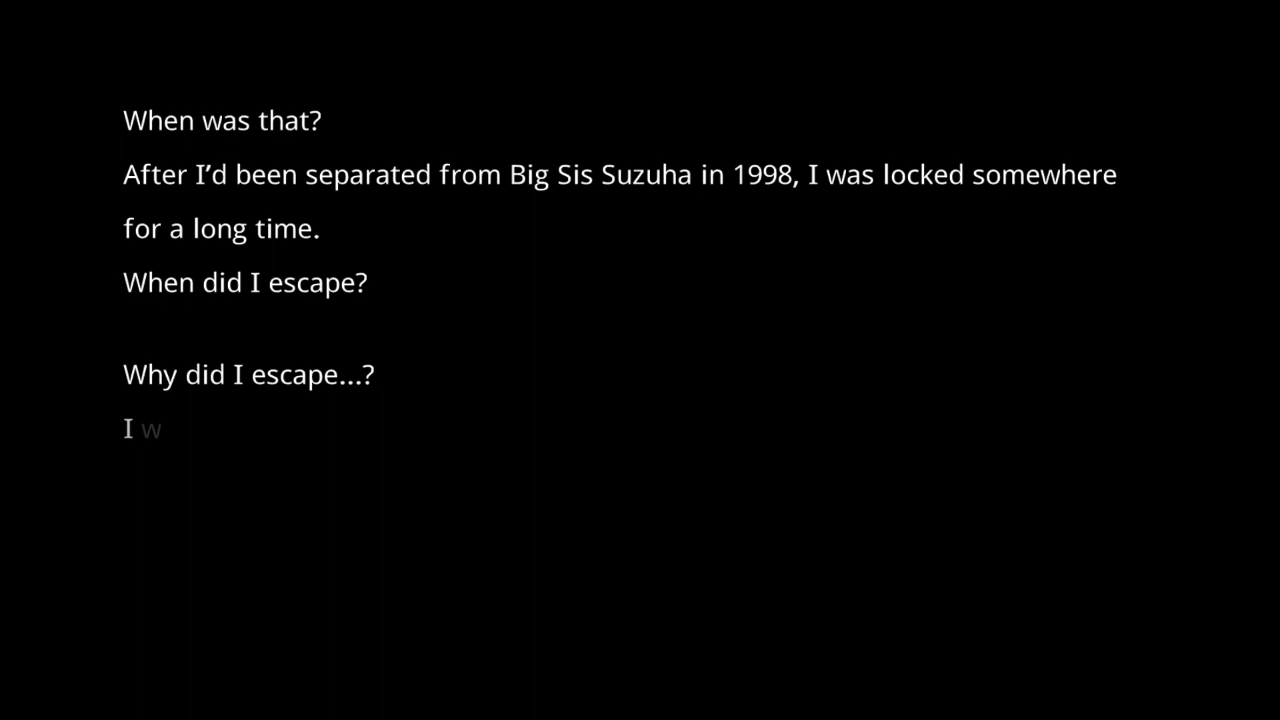 When was that?
After I’d been separated from Big Sis Suzuha in 1998, I was locked somewhere
for a long time.
When did I escape?
Why did I escape...?
I w